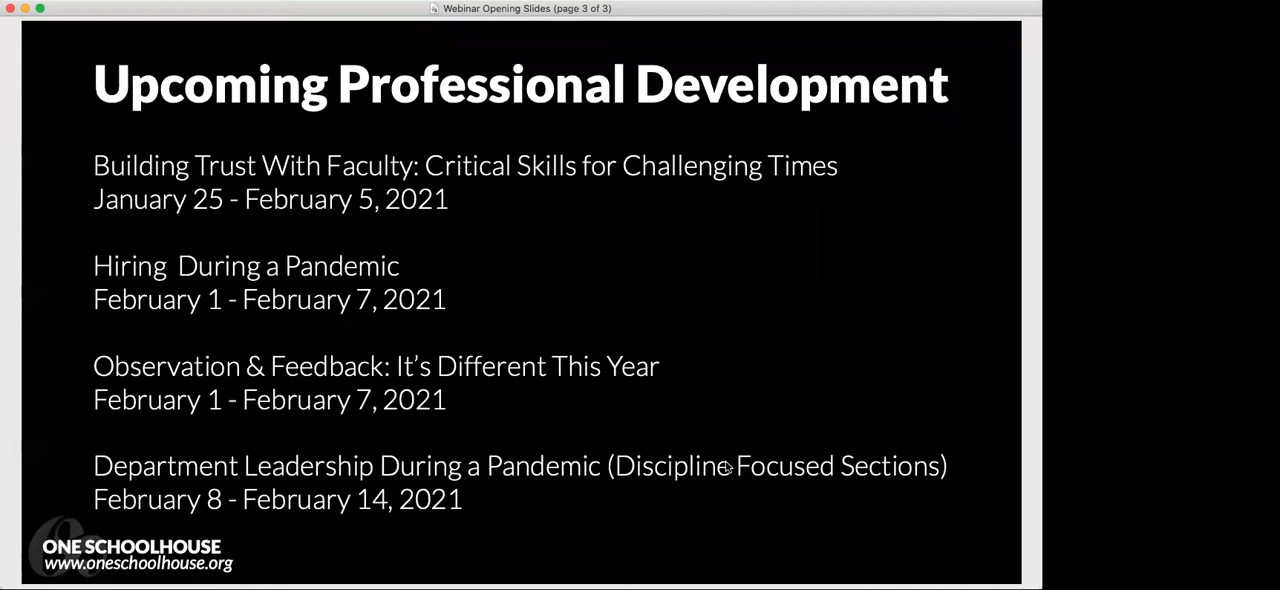 Webinar Opening Slides (page 3 of 3)
Upcoming Professional Development
Building Trust With Faculty: Critical Skills for Challenging Times
January 25 - February 5, 2021
Hiring  During a Pandemic
February 1 - February 7, 2021
Observation & Feedback: It's Different This Year
February 1 - February 7, 2021
Department Leadership During a Pandemic (Discipline-Focused Sections)
February 8 - February 14, 2021
ONE SCHOOLHOUSE
www.oneschoolhouse.org